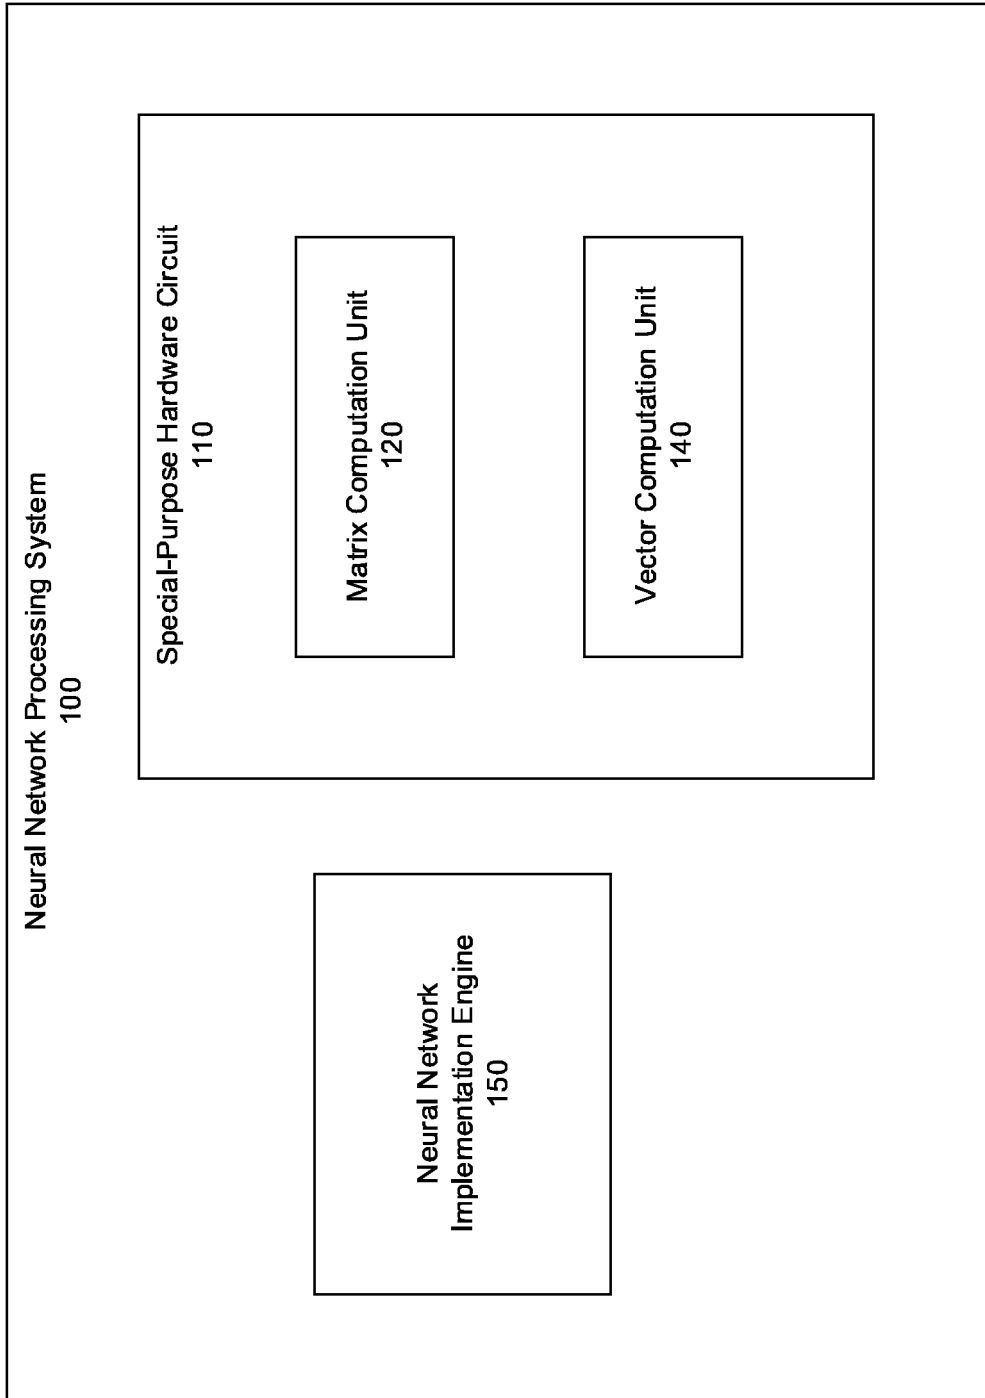 Neural Network Processing System
100
Neural Network
Implementation Engine
150
Special-Purpose Hardware Circuit
110
Matrix Computation Unit
120
Vector Computation Unit
140